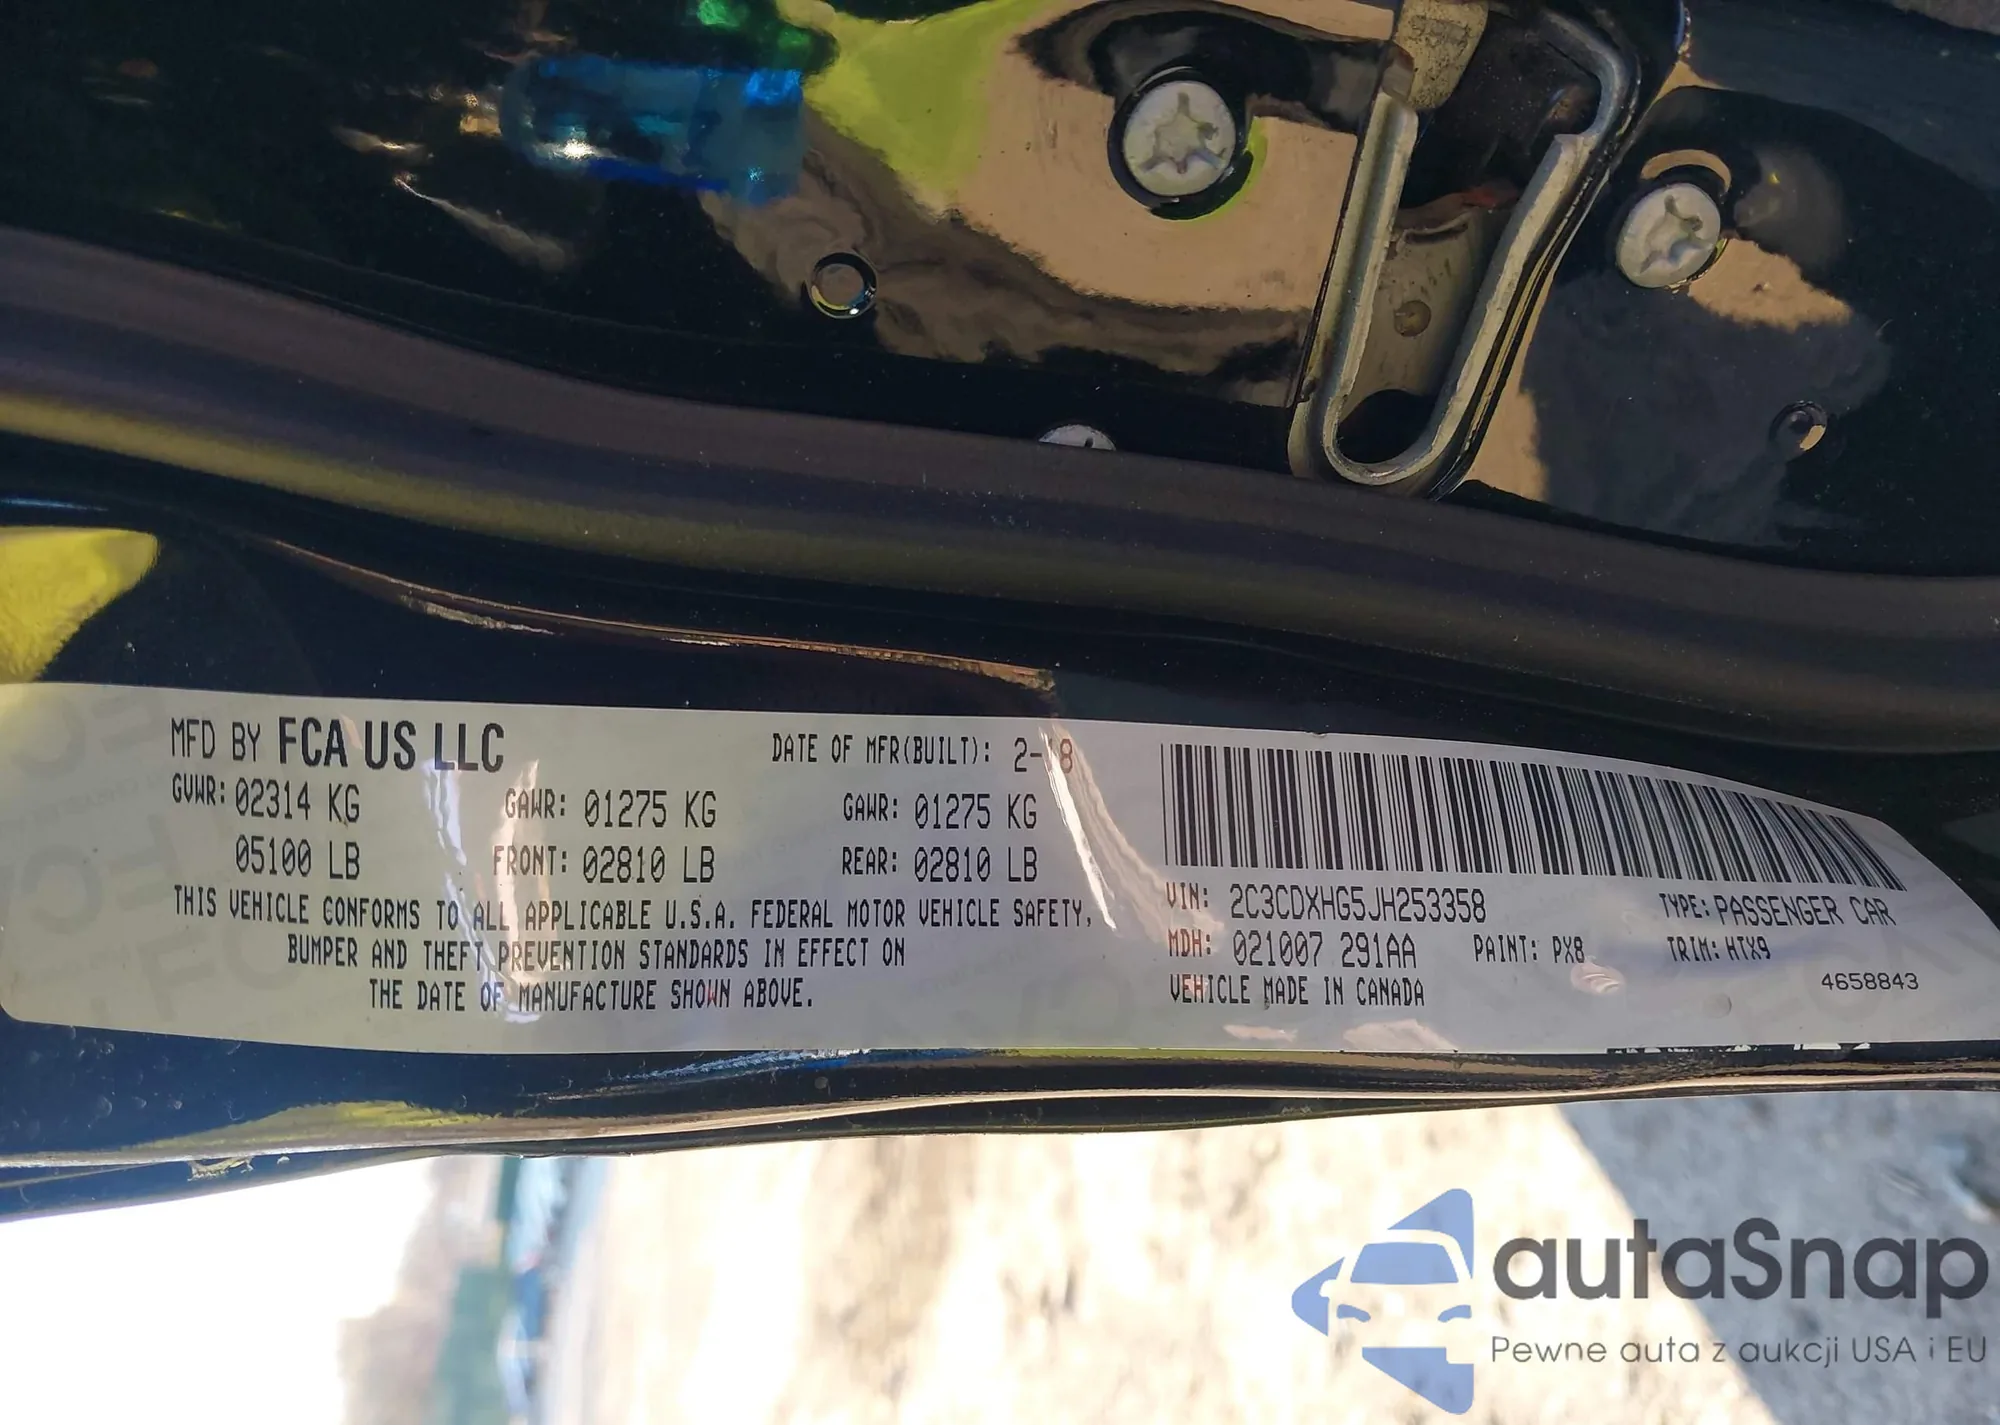 MFD BY FCA US LLC
DATE OF MFR(BUILT): 2-18
GVWR: 02314 KG
GAWR: 01275 KG
GAWR: 01275 KG
05100 LB
FRONT: 02810 LB
REAR: 02810 LB
THIS VEHICLE CONFORMS TO ALL APPLICABLE U.S.A. FEDERAL MOTOR VEHICLE SAFETY,
BUMPER AND THEFT PREVENTION STANDARDS IN EFFECT ON
THE DATE OF MANUFACTURE SHOWN ABOVE.
VIN: 2C3CDXHG5JH253358
TYPE: PASSENGER CAR
MDH: 021007 291AA
PAINT: PX8
TRIM: HTX9
VEHICLE MADE IN CANADA
4658843
autaSnap
Pewne auta z aukcji USA i EU